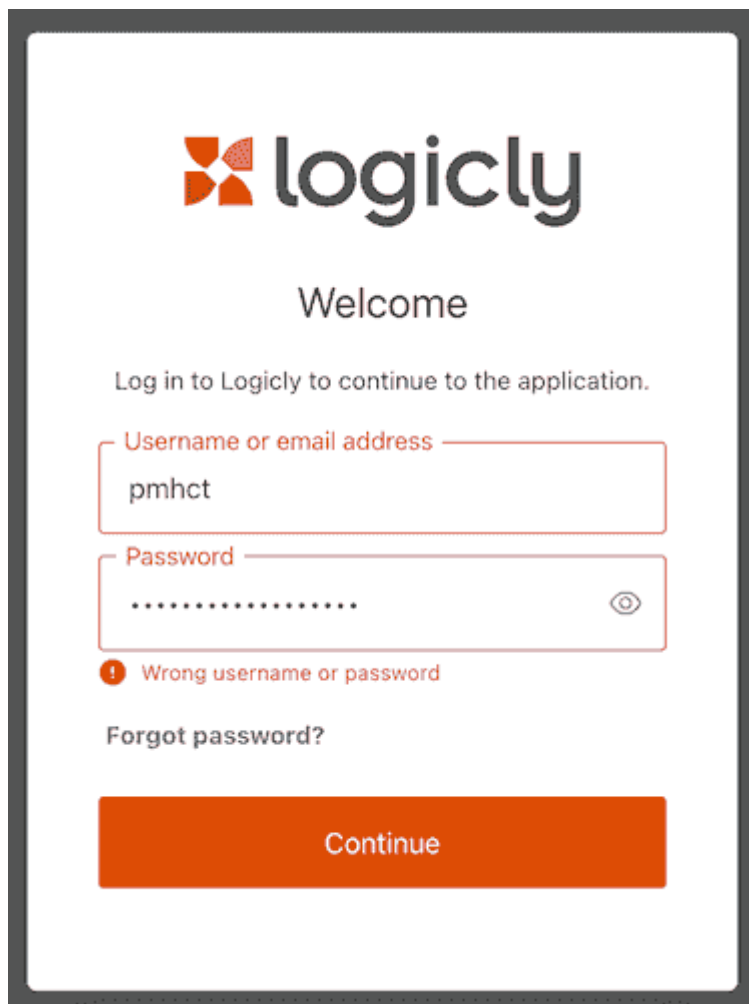 logicly
Welcome
Log in to Logicly to continue to the application.
Username or email address
pmhct
Password
••••••••••••••••••
Wrong username or password
Forgot password?
Continue